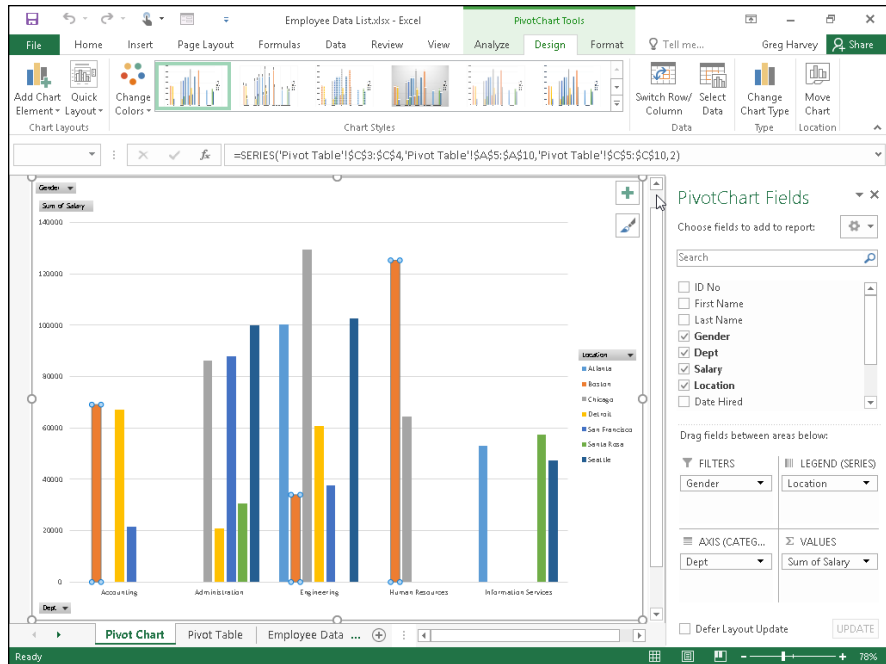 Employee Data List.xlsx - Excel
PivotChart Tools
File Home Insert Page Layout Formulas Data Review View Analyze Design Format Tell me... Greg Harvey Share
Add Chart Element
Quick Layout
Change Colors
Switch Row/ Column
Select Data
Change Chart Type
Move Chart
Chart Layouts Chart Styles Data Type Location
fx =SERIES('Pivot Table'!$C$3:$C$4,'Pivot Table'!$A$5:$A$10,'Pivot Table'!$C$5:$C$10,2)
Gender
Sum of Salary
140000
120000
100000
80000
60000
40000
20000
0
Accounting Administration Engineering Human Resources Information Services
Dept.
Location
Atlanta
Boston
Chicago
Detroit
San Francisco
Santa Rosa
Seattle
PivotChart Fields
Choose fields to add to report:
Search
ID No
First Name
Last Name
Gender
Dept
Salary
Location
Date Hired
Drag fields between areas below:
FILTERS
Gender
LEGEND (SERIES)
Location
AXIS (CATEG...
Dept
Σ VALUES
Sum of Salary
Defer Layout Update UPDATE
Pivot Chart Pivot Table Employee Data ...
Ready
78%